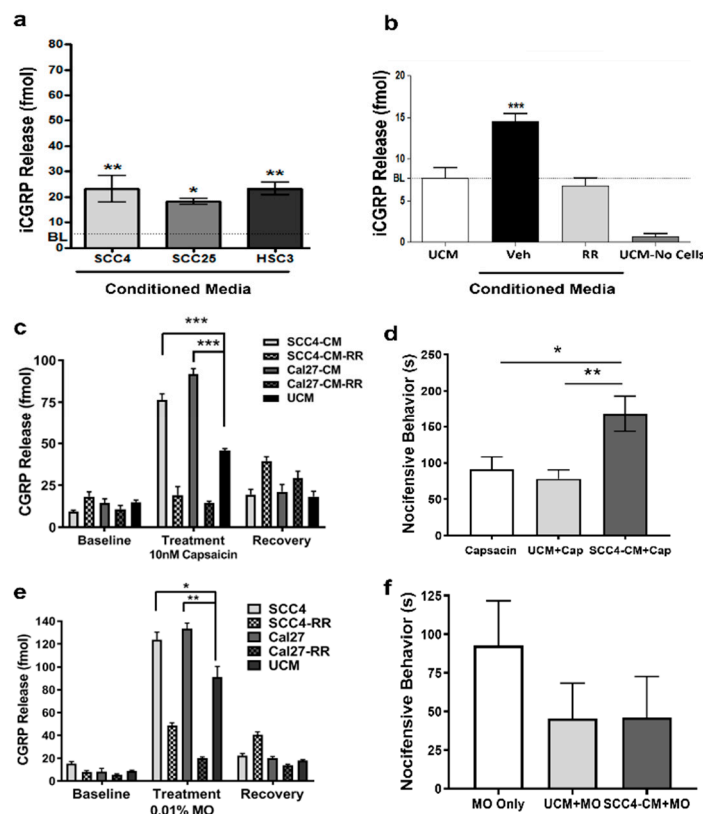 a
iCGRP Release (fmol)
80
70
60
50
40
30
20
10
0
BL
**
*
**
SCC4 SCC25 HSC3
Conditioned Media
b
iCGRP Release (fmol)
20
15
10
BL
5
0
***
UCM Veh RR UCM-No Cells
Conditioned Media
c
CGRP Release (fmol)
100
75
50
25
0
***
***
SCC4-CM
SCC4-CM-RR
Cal27-CM
Cal27-CM-RR
UCM
Baseline Treatment Recovery
10nM Capsaicin
d
Nocifensive Behavior (s)
250
200
150
100
50
0
*
**
Capsacin UCM+Cap SCC4-CM+Cap
e
CGRP Release (fmol)
140
120
100
80
60
40
20
0
*
**
SCC4
SCC4-RR
Cal27
Cal27-RR
UCM
Baseline Treatment Recovery
0.01% MO
f
Nocifensive Behavior (s)
125
100
75
50
25
0
MO Only UCM+MO SCC4-CM+MO